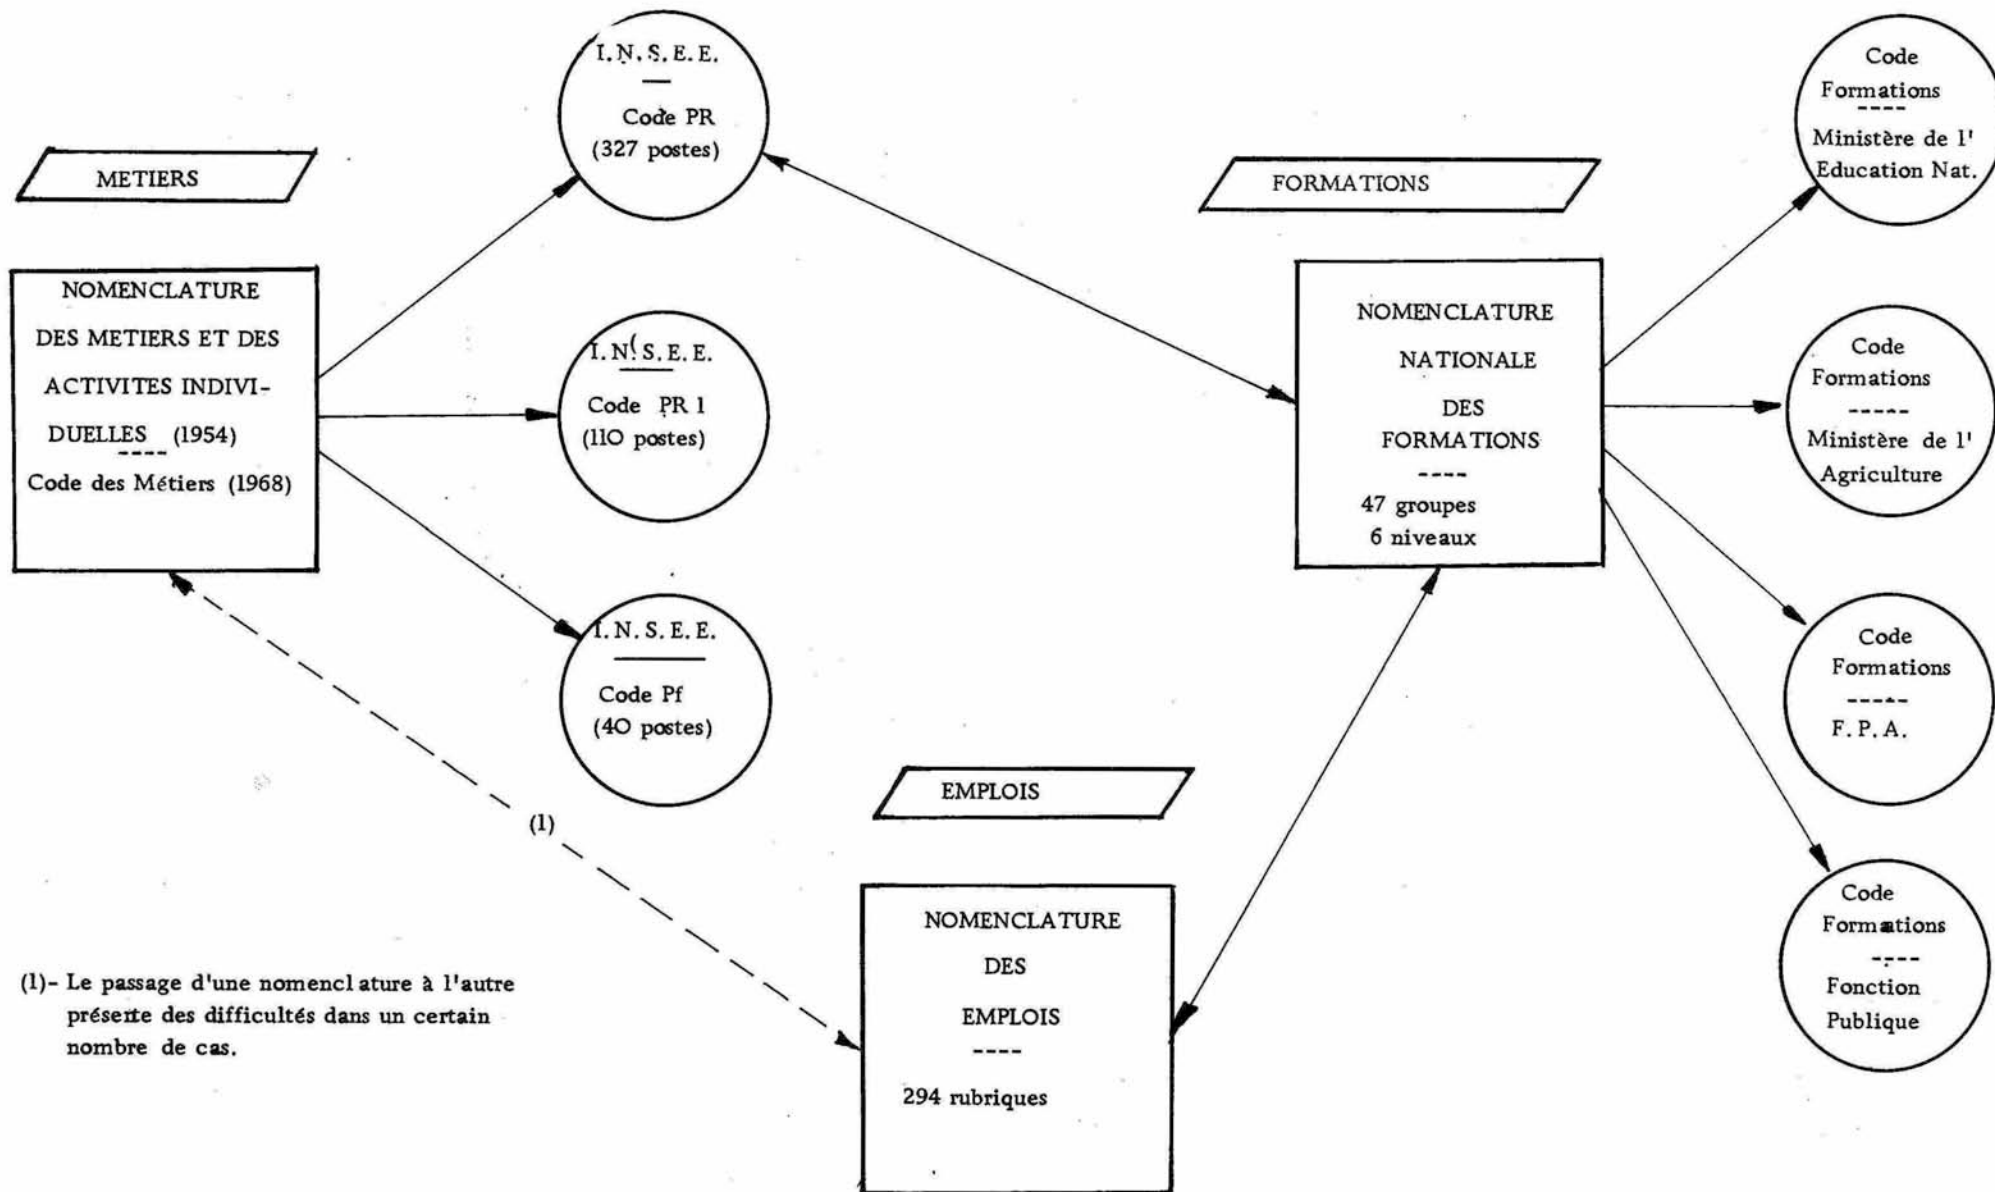 METIERS
NOMENCLATURE
DES METIERS ET DES
ACTIVITES INDIVI-
DUELLES (1954)
----
Code des Métiers (1968)
I.N.S.E.E.
Code PR
(327 postes)
I.N.S.E.E.
Code PR 1
(110 postes)
I.N.S.E.E.
Code Pf
(40 postes)
FORMATIONS
NOMENCLATURE
NATIONALE
DES
FORMATIONS
----
47 groupes
6 niveaux
Code
Formations
----
Ministère de l'
Education Nat.
Code
Formations
-----
Ministère de l'
Agriculture
Code
Formations
-----
F.P.A.
Code
Formations
----
Fonction
Publique
EMPLOIS
NOMENCLATURE
DES
EMPLOIS
----
294 rubriques
(1)
(1)- Le passage d'une nomenclature à l'autre
présente des difficultés dans un certain
nombre de cas.